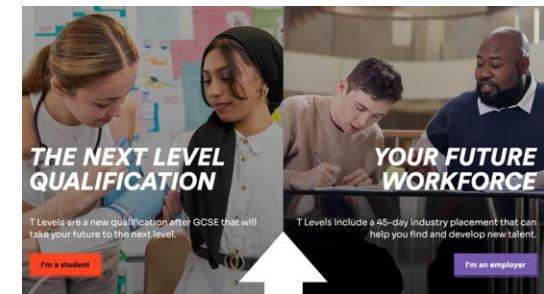 THE NEXT LEVEL
QUALIFICATION
T Levels are a new qualification after GCSE that will
take your future to the next level.
I'm a student
YOUR FUTURE
WORKFORCE
T Levels include a 45-day industry placement that can
help you find and develop new talent.
I'm an employer